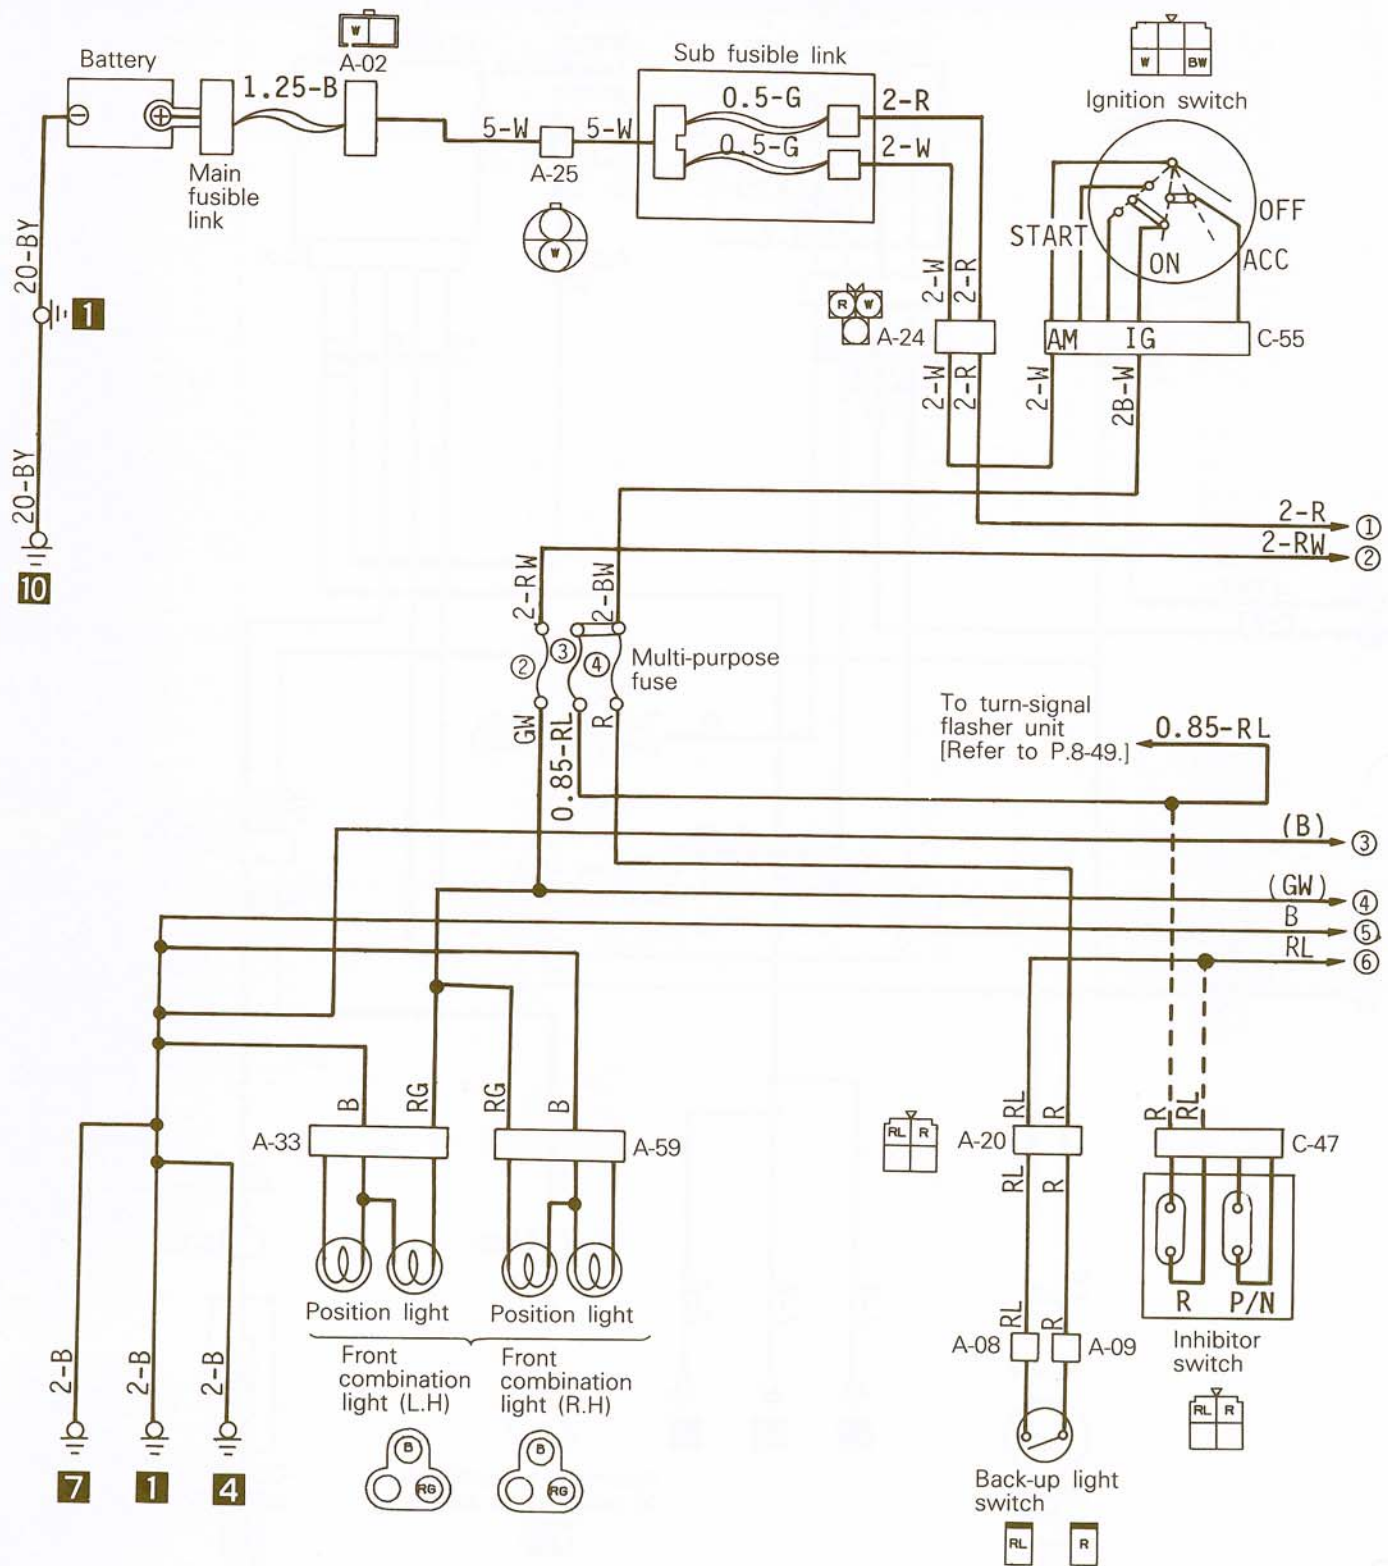 W
Battery
A-02
1.25-B
Main
fusible
link
5-W
A-25
W
5-W
Sub fusible link
0.5-G
0.5-G
2-R
2-W
W
BW
Ignition switch
START
ON
OFF
ACC
20-BY
1
20-BY
10
2-W
2-R
R
W
A-24
AM
IG
C-55
2-W
2-R
2-W
2B-W
2-R
①
2-RW
②
2-RW
2-BW
②
③
④
Multi-purpose
fuse
GW
0.85-RL
R
To turn-signal
flasher unit
[Refer to P.8-49.]
0.85-RL
(B)
③
(GW)
④
B
⑤
RL
⑥
B
RG
RG
B
A-33
A-59
RL
R
RL
R
A-20
RL
R
R
RL
C-47
Position light
Position light
R
P/N
Inhibitor
switch
RL
R
RL
R
A-08
A-09
Front
combination
light (L.H)
Front
combination
light (R.H)
B
RG
B
RG
2-B
2-B
2-B
7
1
4
Back-up light
switch
RL
R